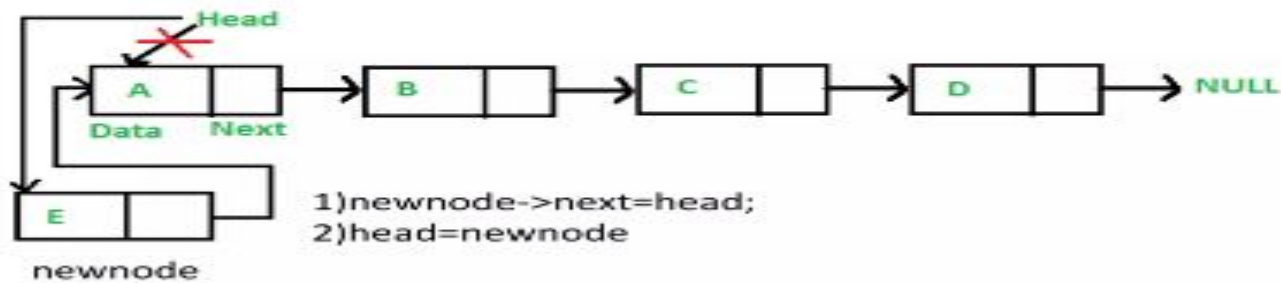 Head
A
B
C
D
NULL
Data Next
E
1)newnode->next=head;
2)head=newnode
newnode